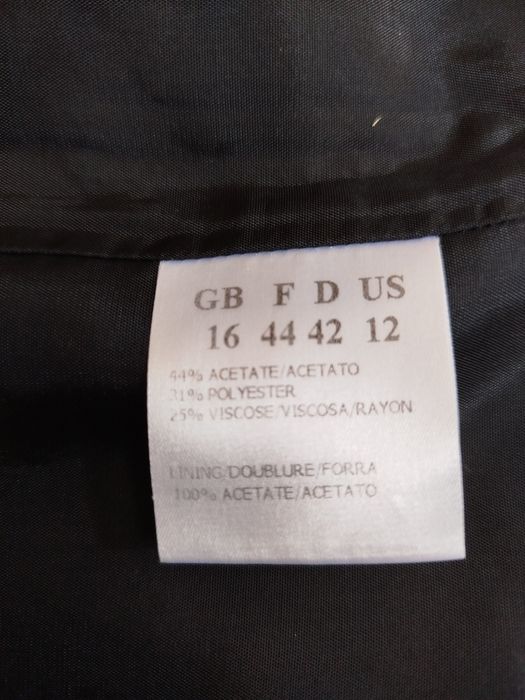 GB F D US
16 44 42 12
44% ACETATE/ACETATO
31% POLYESTER
25% VISCOSE/VISCOSA/RAYON
LINING/DOUBLURE/FORRA
100% ACETATE/ACETATO